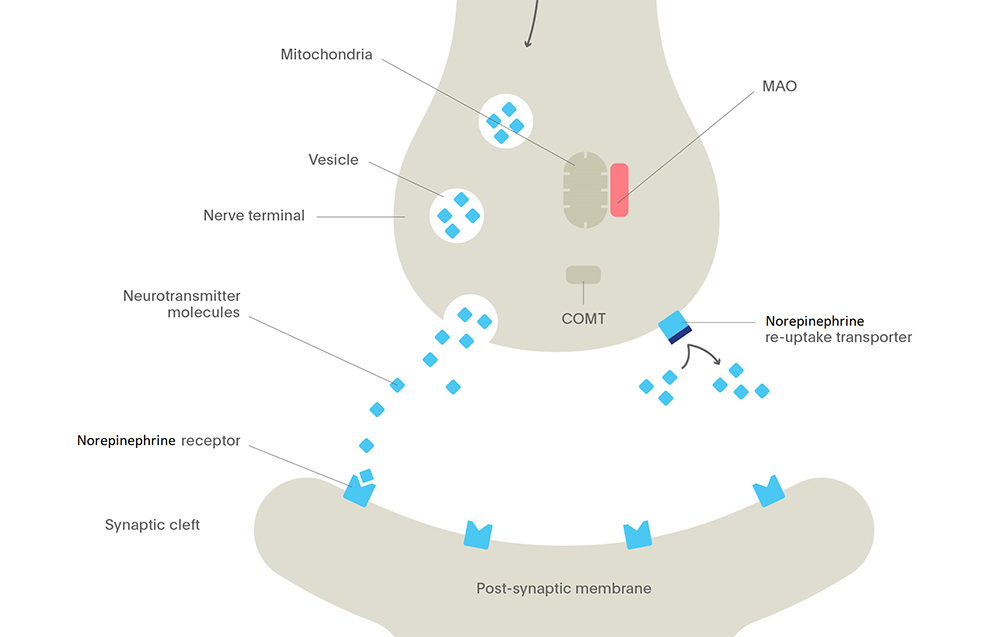 Mitochondria
MAO
Vesicle
Nerve terminal
Neurotransmitter
molecules
COMT
Norepinephrine
re-uptake transporter
Norepinephrine receptor
Synaptic cleft
Post-synaptic membrane